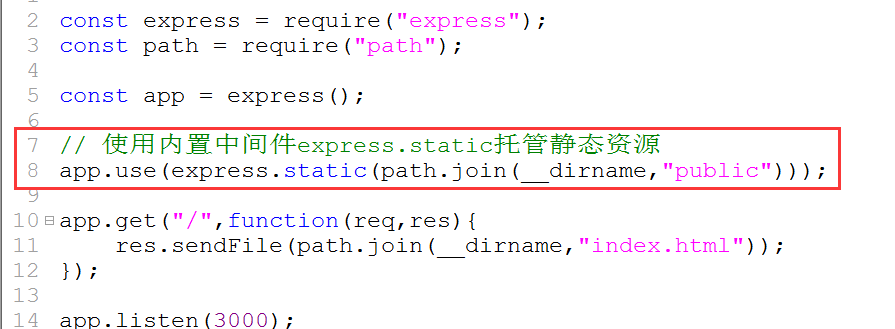 2 const express = require("express");
3 const path = require("path");
4
5 const app = express();
6
7 // 使用内置中间件express.static托管静态资源
8 app.use(express.static(path.join(__dirname,"public")));
9
10 app.get("/",function(req,res){
11     res.sendFile(path.join(__dirname,"index.html"));
12 });
13
14 app.listen(3000);